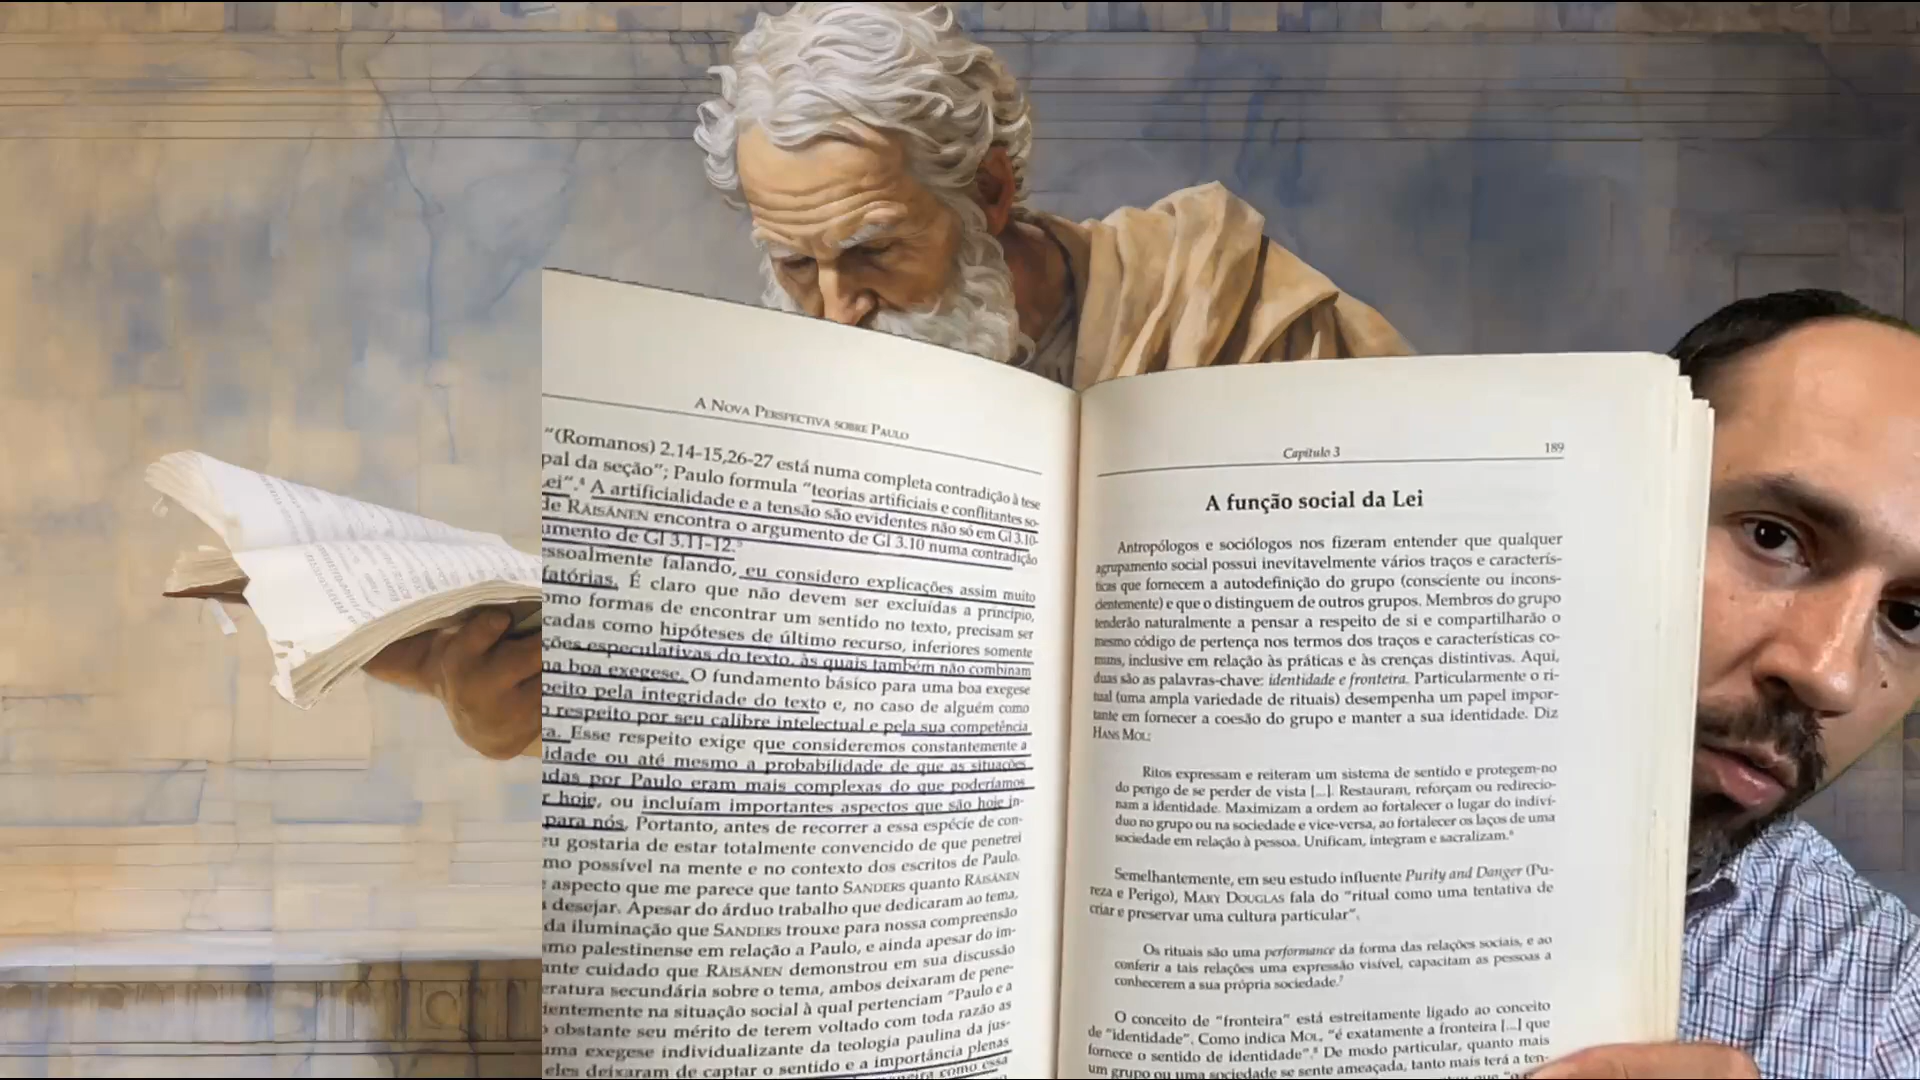 A NOVA PERSPECTIVA SOBRE PAULO
"(Romanos) 2.14-15,26-27 está numa completa contradição à tese
pal da seção"; Paulo formula "teorias artificiais e conflitantes so-
ei".⁴ A artificialidade e a tensão são evidentes não só em Gl 3.10-
de RÄISÄNEN encontra o argumento de Gl 3.10 numa contradição
umento de Gl 3.11-12.⁵
essoalmente falando, eu considero explicações assim muito
fatórias. É claro que não devem ser excluídas a princípio,
omo formas de encontrar um sentido no texto, precisam ser
cadas como hipóteses de último recurso, inferiores somente
ções especulativas do texto, às quais também não combinam
na boa exegese. O fundamento básico para uma boa exegese
peito pela integridade do texto e, no caso de alguém como
o respeito por seu calibre intelectual e pela sua competência
a. Esse respeito exige que consideremos constantemente a
idade ou até mesmo a probabilidade de que as situações
adas por Paulo eram mais complexas do que poderíamos
r hoje, ou incluíam importantes aspectos que são hoje in-
para nós. Portanto, antes de recorrer a essa espécie de con-
eu gostaria de estar totalmente convencido de que penetrei
mo possível na mente e no contexto dos escritos de Paulo.
e aspecto que me parece que tanto SANDERS quanto RÄISÄNEN
a desejar. Apesar do árduo trabalho que dedicaram ao tema,
da iluminação que SANDERS trouxe para nossa compreensão
smo palestinense em relação a Paulo, e ainda apesar do im-
ante cuidado que RÄISÄNEN demonstrou em sua discussão
eratura secundária sobre o tema, ambos deixaram de pene-
ientemente na situação social à qual pertenciam "Paulo e a
o obstante seu mérito de terem voltado com toda razão as
uma exegese individualizante da teologia paulina da jus-
eles deixaram de captar o sentido e a importância plenas
como essa
Capítulo 3 189
A função social da Lei
Antropólogos e sociólogos nos fizeram entender que qualquer
agrupamento social possui inevitavelmente vários traços e caracterís-
ticas que fornecem a autodefinição do grupo (consciente ou incons-
cientemente) e que o distinguem de outros grupos. Membros do grupo
tenderão naturalmente a pensar a respeito de si e compartilharão o
mesmo código de pertença nos termos dos traços e características co-
muns, inclusive em relação às práticas e às crenças distintivas. Aqui,
duas são as palavras-chave: identidade e fronteira. Particularmente o ri-
tual (uma ampla variedade de rituais) desempenha um papel impor-
tante em fornecer a coesão do grupo e manter a sua identidade. Diz
HANS MOL:
Ritos expressam e reiteram um sistema de sentido e protegem-no
do perigo de se perder de vista [...]. Restauram, reforçam ou redirecio-
nam a identidade. Maximizam a ordem ao fortalecer o lugar do indiví-
duo no grupo ou na sociedade e vice-versa, ao fortalecer os laços de uma
sociedade em relação à pessoa. Unificam, integram e sacralizam.⁶
Semelhantemente, em seu estudo influente Purity and Danger (Pu-
reza e Perigo), MARY DOUGLAS fala do "ritual como uma tentativa de
criar e preservar uma cultura particular".
Os rituais são uma performance da forma das relações sociais, e ao
conferir a tais relações uma expressão visível, capacitam as pessoas a
conhecerem a sua própria sociedade.⁷
O conceito de "fronteira" está estreitamente ligado ao conceito
de "identidade". Como indica MOL, "é exatamente a fronteira [...] que
fornece o sentido de identidade".⁸ De modo particular, quanto mais
um grupo ou uma sociedade se sente ameaçada, tanto mais terá a ten-